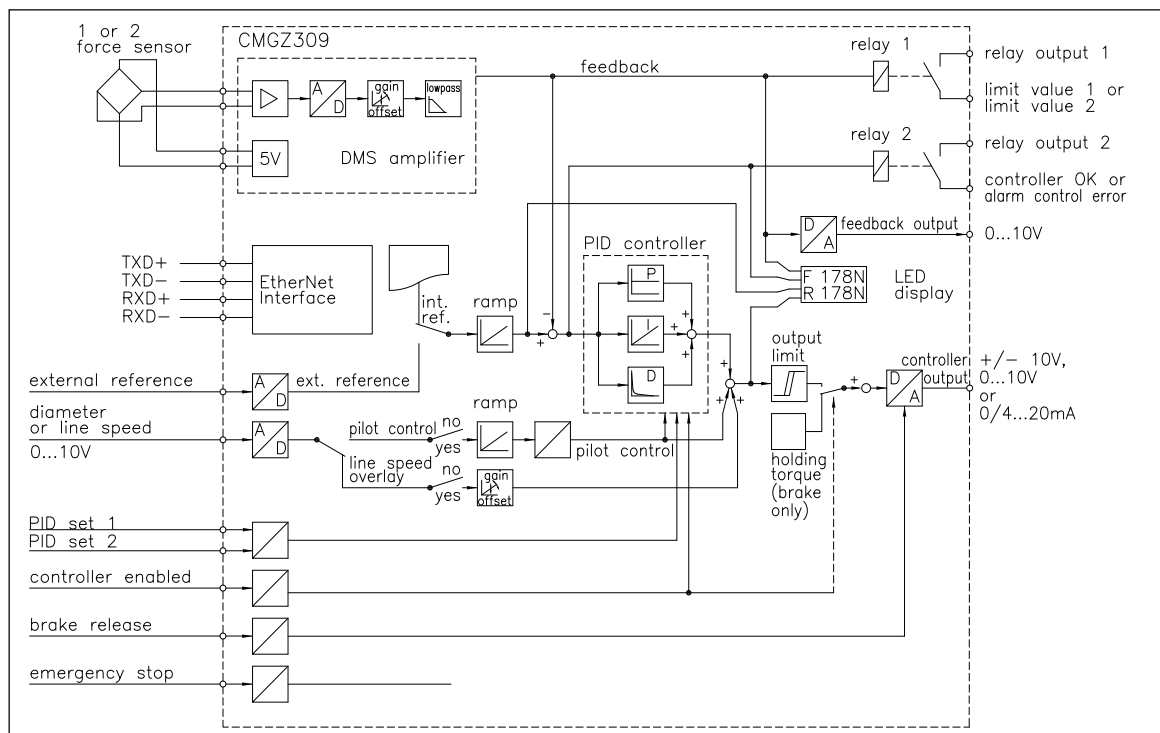 1 or 2
force sensor
CMGZ309
A
D
gain
offset
lowpass
5V
DMS amplifier
feedback
relay 1
relay output 1
limit value 1 or
limit value 2
relay 2
relay output 2
controller OK or
alarm control error
D
A
feedback output
0...10V
TXD+
TXD-
RXD+
RXD-
EtherNet
Interface
int.
ref.
ramp
-
+
PID controller
P
I
D
+
+
+
F 178N
R 178N
LED
display
external reference
A
D
ext. reference
+
+
+
output
limit
+
D
A
controller
output
+/- 10V,
0...10V
or
0/4...20mA
diameter
or line speed
0...10V
A
D
pilot control
no
yes
ramp
pilot control
line speed
overlay
no
yes
gain
offset
holding
torque
(brake
only)
PID set 1
PID set 2
controller enabled
brake release
emergency stop